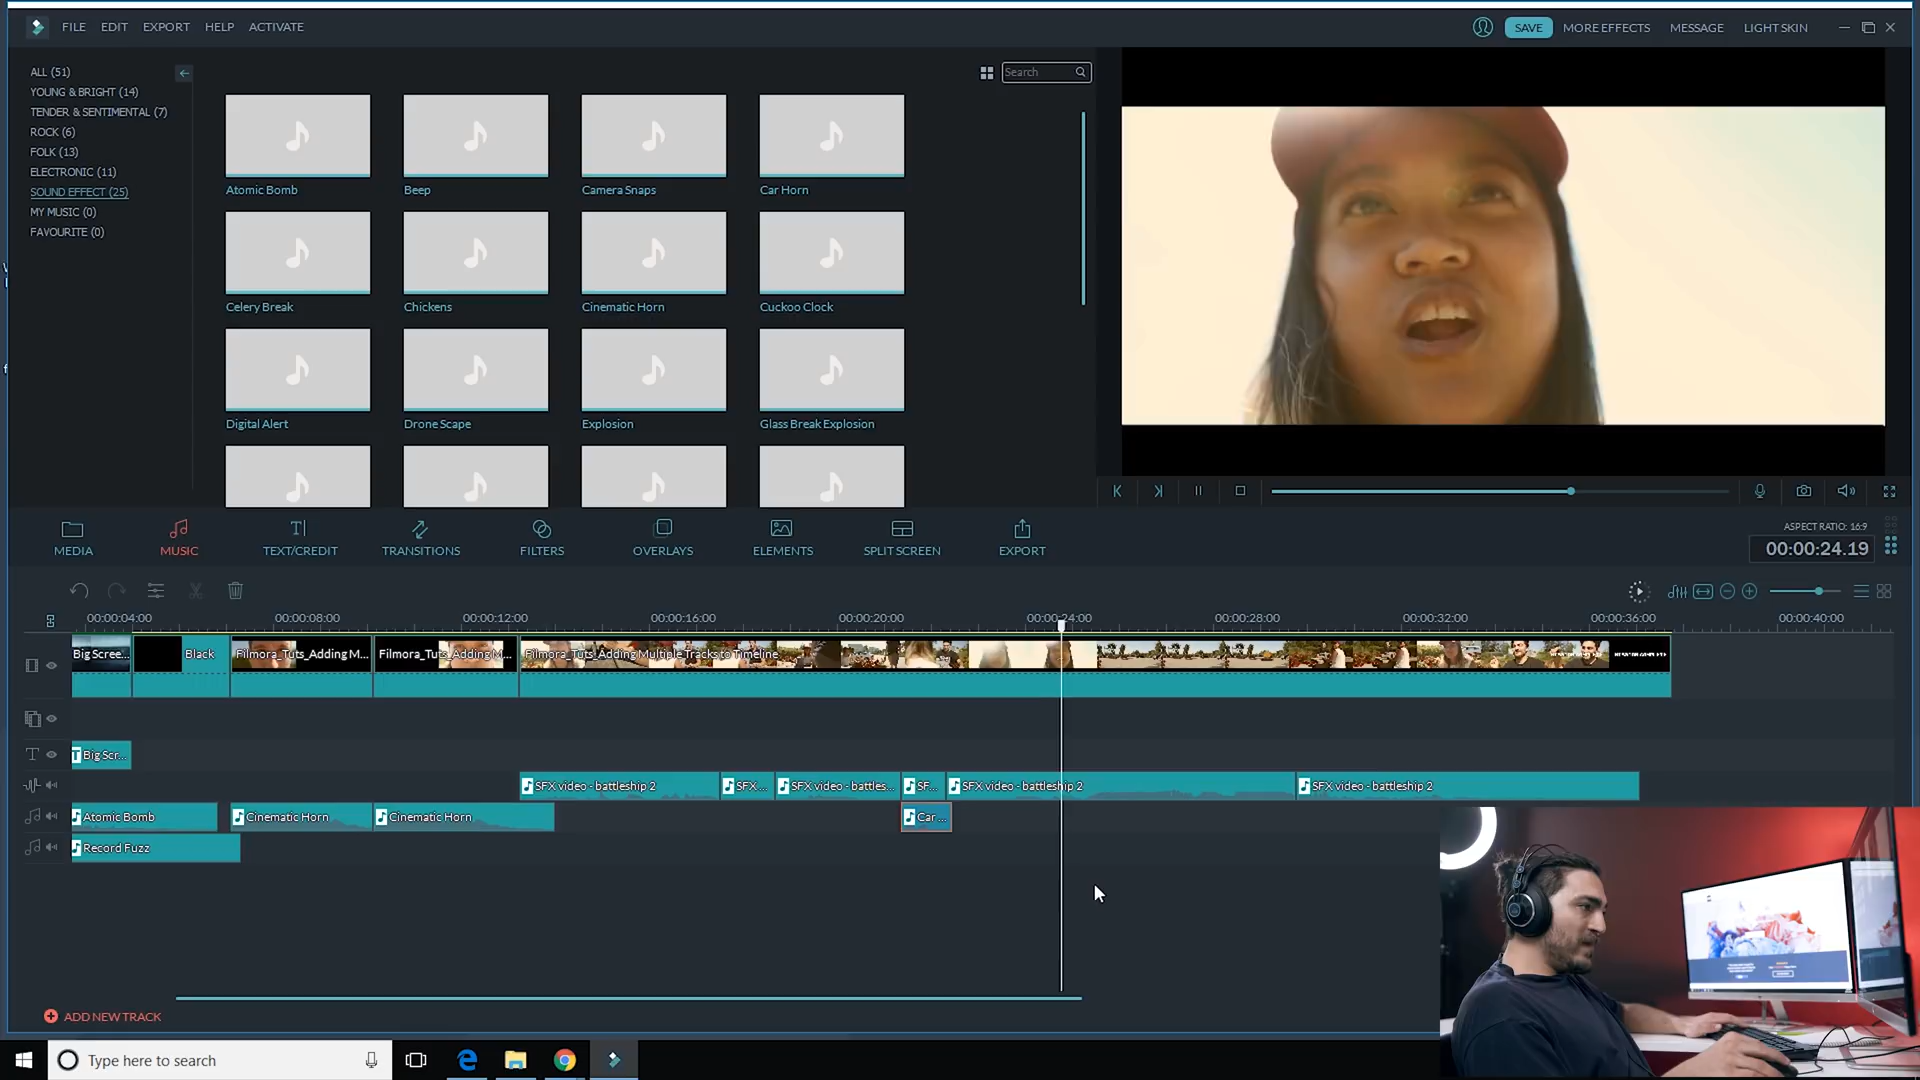 FILE EDIT EXPORT HELP ACTIVATE SAVE MORE EFFECTS MESSAGE LIGHT SKIN
ALL (51)
YOUNG & BRIGHT (14)
TENDER & SENTIMENTAL (7)
ROCK (6)
FOLK (13)
ELECTRONIC (11)
SOUND EFFECT (25)
MY MUSIC (0)
FAVOURITE (0)
Search
Atomic Bomb Beep Camera Snaps Car Horn
Celery Break Chickens Cinematic Horn Cuckoo Clock
Digital Alert Drone Scape Explosion Glass Break Explosion
MEDIA MUSIC TEXT/CREDIT TRANSITIONS FILTERS OVERLAYS ELEMENTS SPLIT SCREEN EXPORT
ASPECT RATIO: 16:9
00:00:24.19
00:00:04:00 00:00:08:00 00:00:12:00 00:00:16:00 00:00:20:00 00:00:24:00 00:00:28:00 00:00:32:00 00:00:36:00 00:00:40:00
Big Scree... Black Filmora_Tuts_Adding M... Filmora_Tuts_Adding M... Filmora_Tuts_Adding Multiple Tracks to Timeline
Big Scr...
SFX video - battleship 2 SFX... SFX video - battles... SF... SFX video - battleship 2 SFX video - battleship 2
Atomic Bomb Cinematic Horn Cinematic Horn Car ...
Record Fuzz
ADD NEW TRACK
Type here to search